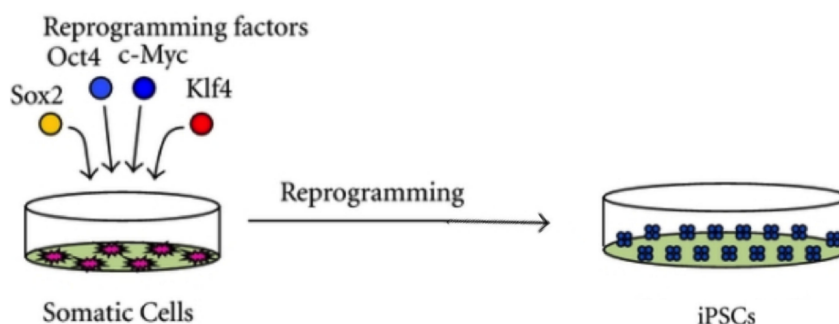 Reprogramming factors
Oct4 c-Myc
Sox2 Klf4
Reprogramming
Somatic Cells
iPSCs